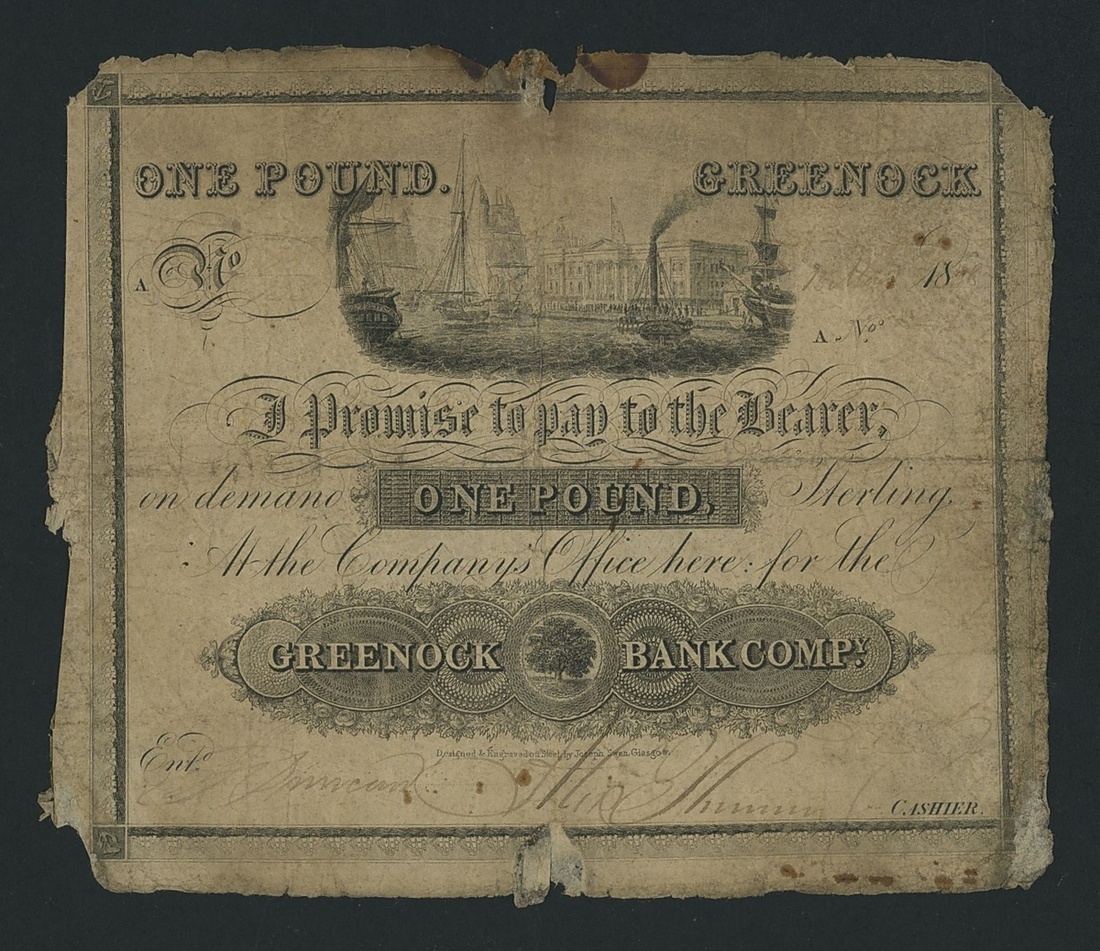 ONE POUND.
GREENOCK
A No
18
A No
I Promise to pay to the Bearer,
on demand ONE POUND, Sterling
At the Company's Office here: for the
GREENOCK BANK COMPY.
Designed & Engraved on Steel by Joseph Swan, Glasgow.
Entd. Duncan
CASHIER.